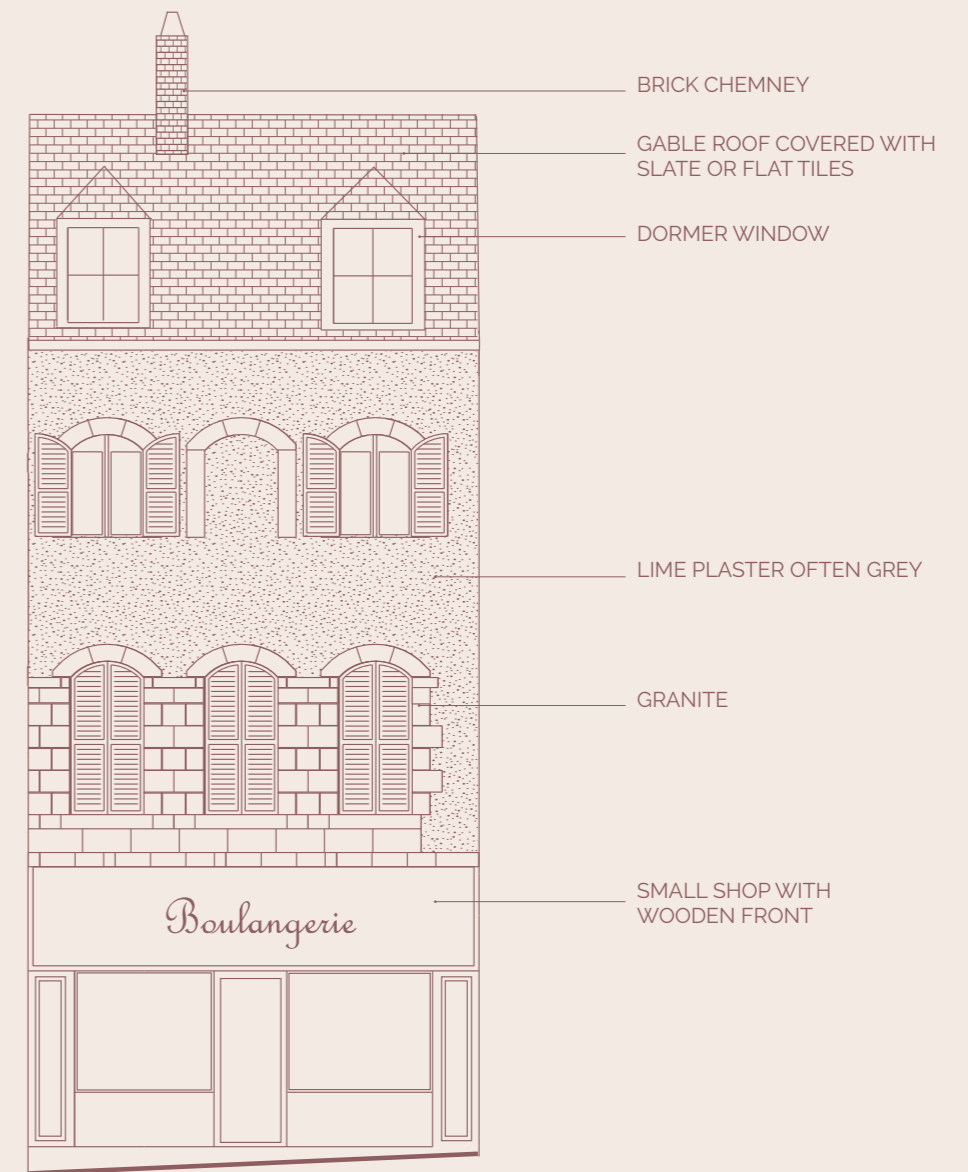 BRICK CHEMNEY
GABLE ROOF COVERED WITH
SLATE OR FLAT TILES
DORMER WINDOW
LIME PLASTER OFTEN GREY
GRANITE
SMALL SHOP WITH
WOODEN FRONT
Boulangerie